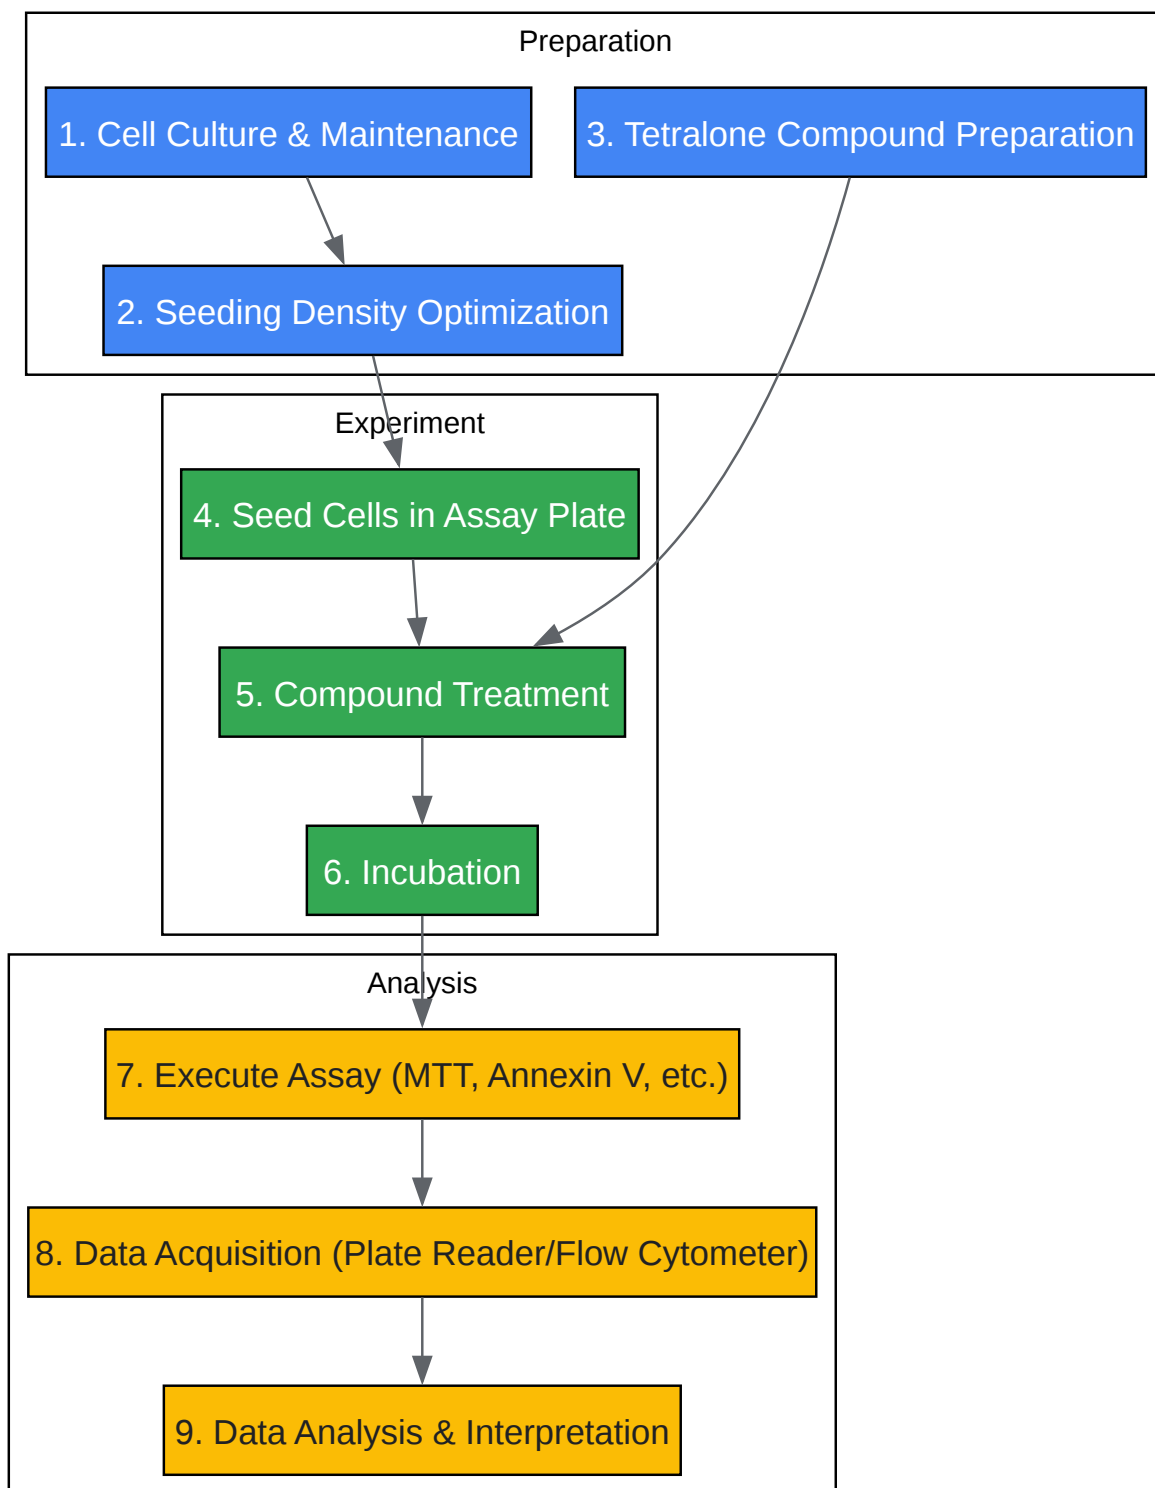 Preparation
1. Cell Culture & Maintenance
3. Tetralone Compound Preparation
2. Seeding Density Optimization
Experiment
4. Seed Cells in Assay Plate
5. Compound Treatment
6. Incubation
Analysis
7. Execute Assay (MTT, Annexin V, etc.)
8. Data Acquisition (Plate Reader/Flow Cytometer)
9. Data Analysis & Interpretation